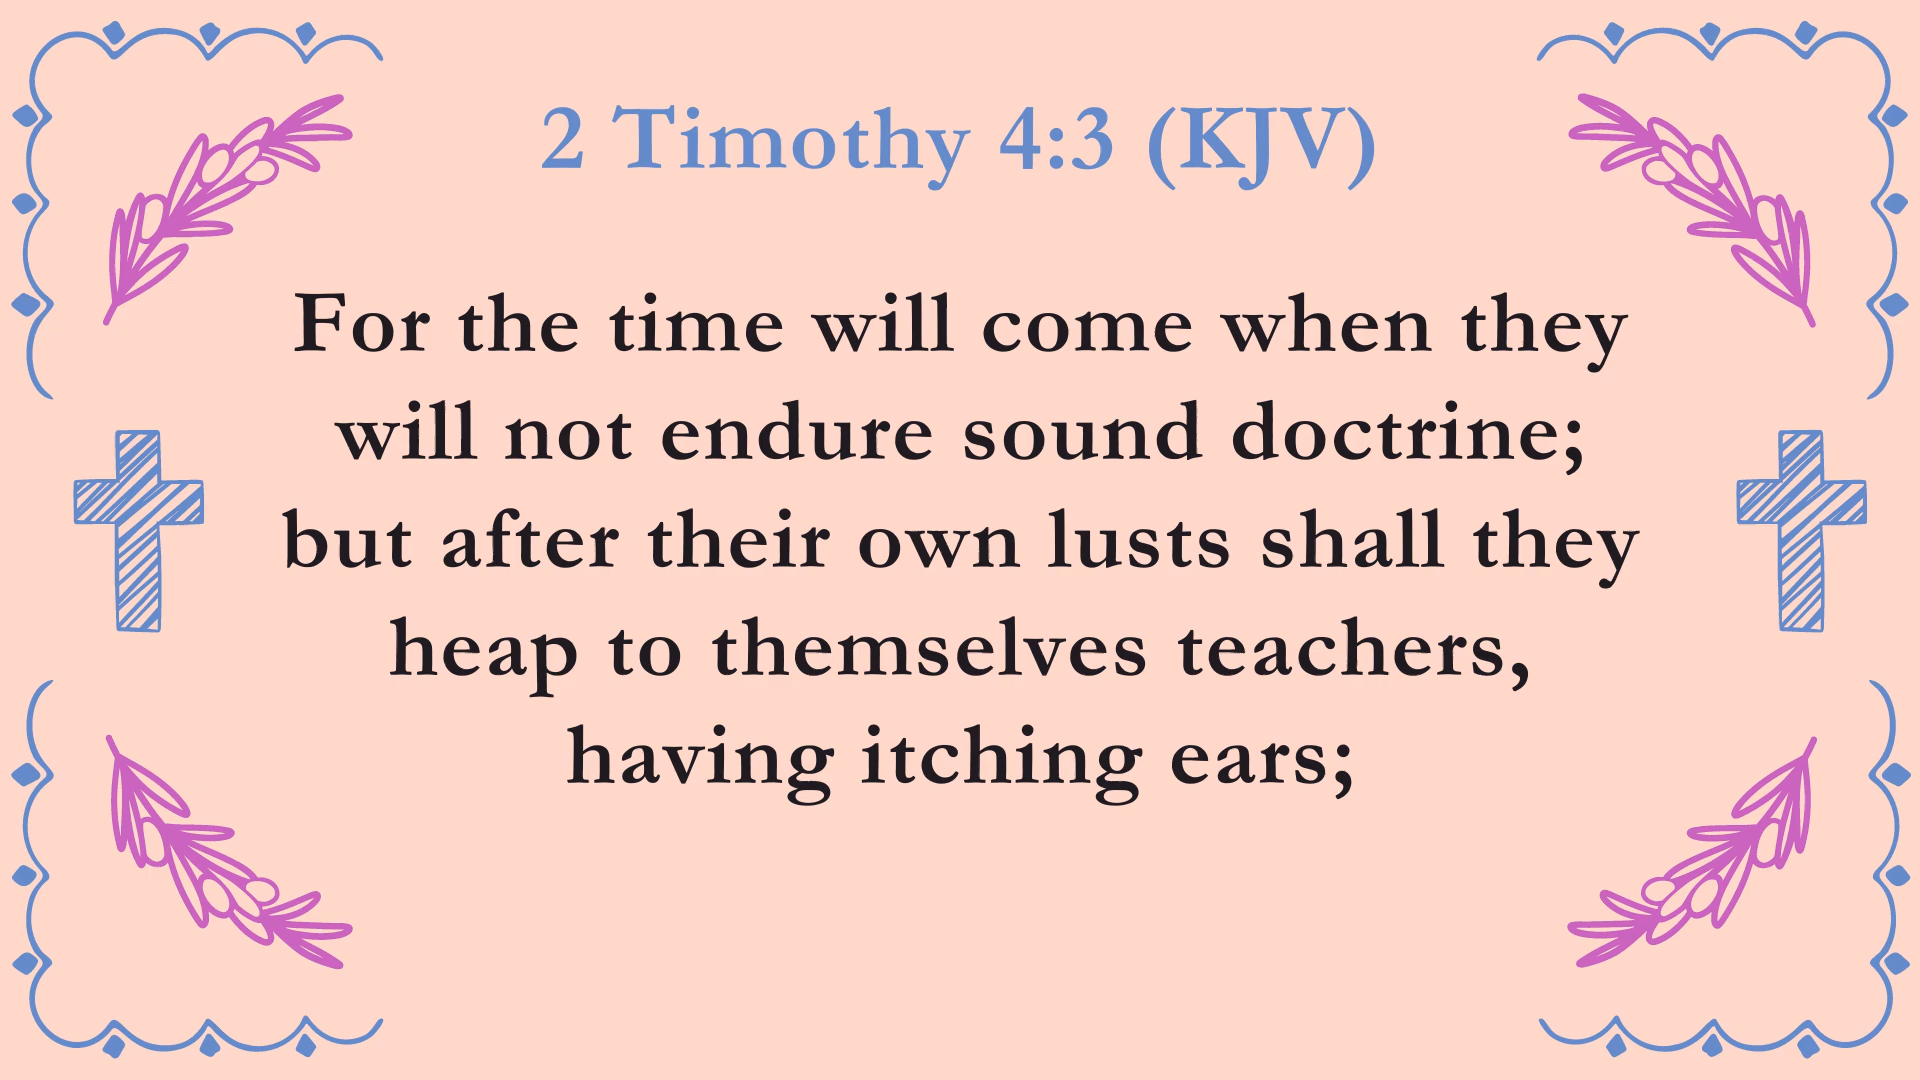 2 Timothy 4:3 (KJV)
For the time will come when they
will not endure sound doctrine;
but after their own lusts shall they
heap to themselves teachers,
having itching ears;